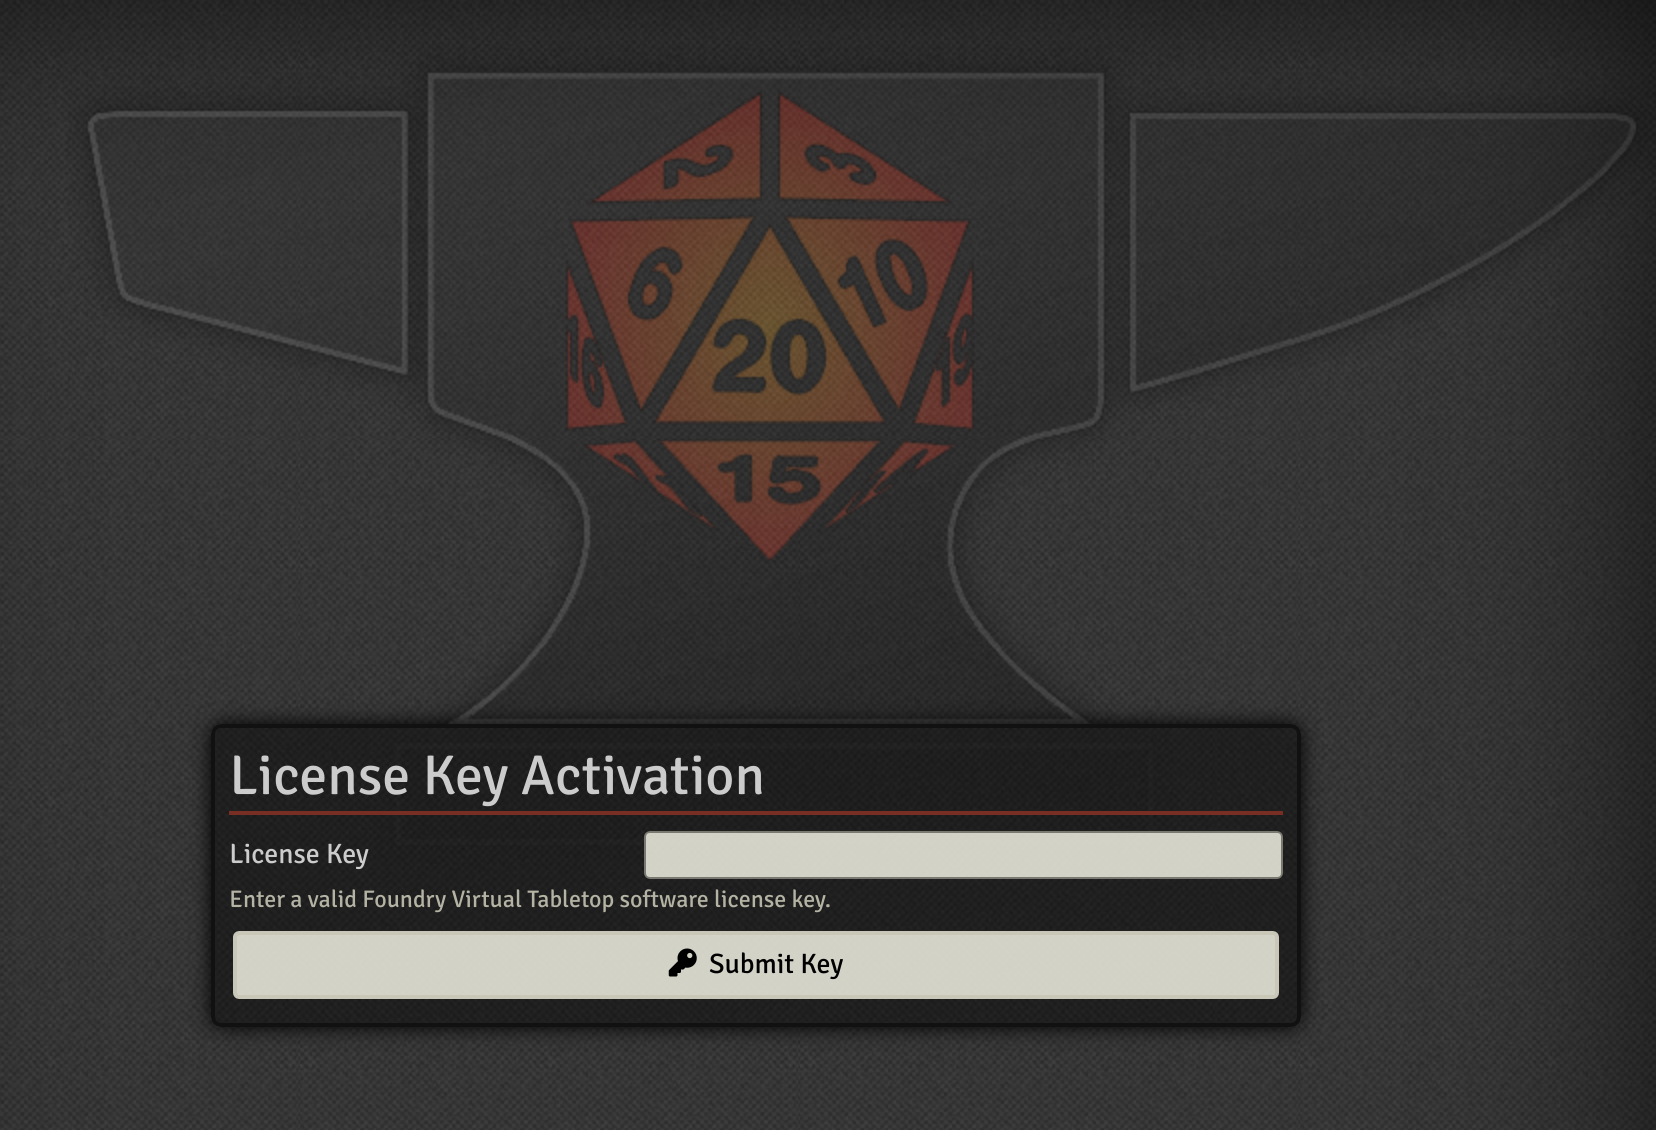 2 3
6 10
16 20 19
15
License Key Activation
License Key
Enter a valid Foundry Virtual Tabletop software license key.
Submit Key